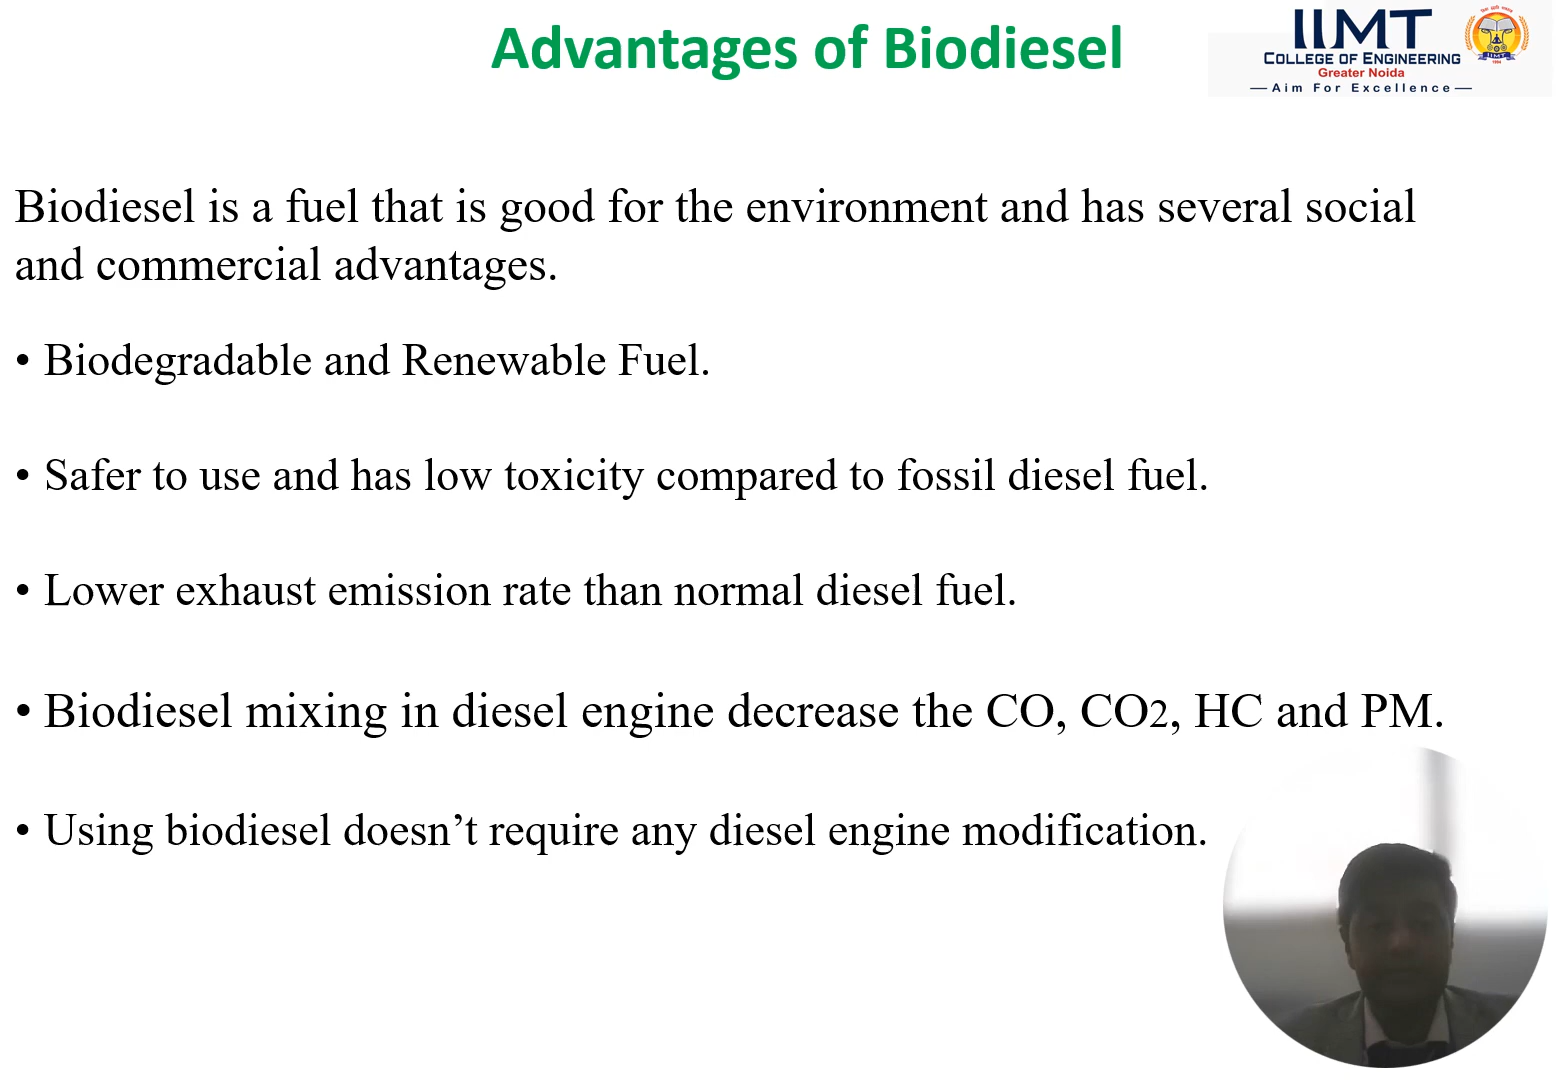 Advantages of Biodiesel
IIMT
COLLEGE OF ENGINEERING
Greater Noida
—Aim For Excellence—
Biodiesel is a fuel that is good for the environment and has several social
and commercial advantages.
• Biodegradable and Renewable Fuel.
• Safer to use and has low toxicity compared to fossil diesel fuel.
• Lower exhaust emission rate than normal diesel fuel.
• Biodiesel mixing in diesel engine decrease the CO, CO2, HC and PM.
• Using biodiesel doesn’t require any diesel engine modification.